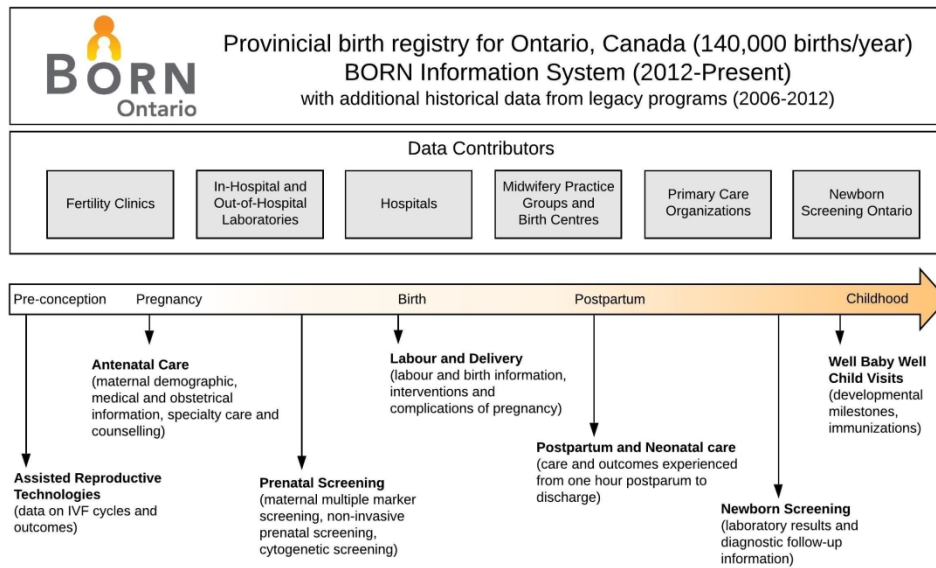 BORN
Ontario
Provinicial birth registry for Ontario, Canada (140,000 births/year)
BORN Information System (2012-Present)
with additional historical data from legacy programs (2006-2012)
Data Contributors
Fertility Clinics
In-Hospital and
Out-of-Hospital
Laboratories
Hospitals
Midwifery Practice
Groups and
Birth Centres
Primary Care
Organizations
Newborn
Screening Ontario
Pre-conception
Pregnancy
Birth
Postpartum
Childhood
Antenatal Care
(maternal demographic,
medical and obstetrical
information, specialty care and
counselling)
Labour and Delivery
(labour and birth information,
interventions and
complications of pregnancy)
Well Baby Well
Child Visits
(developmental
milestones,
immunizations)
Assisted Reproductive
Technologies
(data on IVF cycles and
outcomes)
Prenatal Screening
(maternal multiple marker
screening, non-invasive
prenatal screening,
cytogenetic screening)
Postpartum and Neonatal care
(care and outcomes experienced
from one hour postparum to
discharge)
Newborn Screening
(laboratory results and
diagnostic follow-up
information)